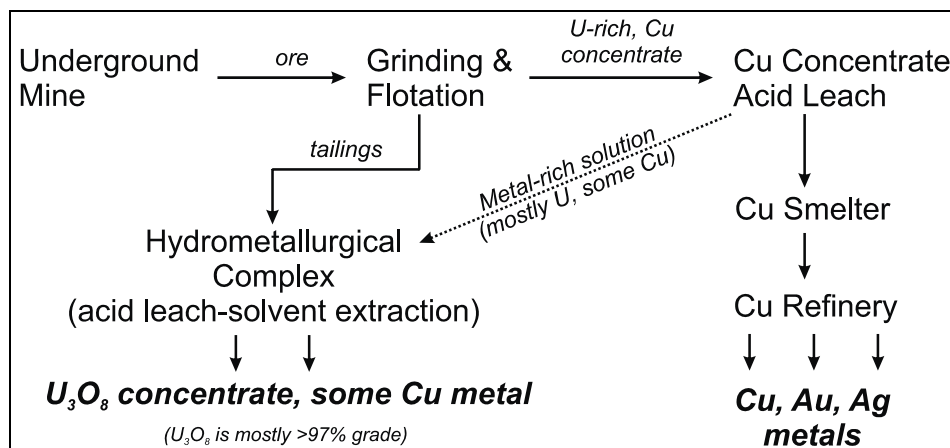 Underground
Mine
ore
Grinding &
Flotation
U-rich, Cu
concentrate
Cu Concentrate
Acid Leach
tailings
Metal-rich solution
(mostly U, some Cu)
Cu Smelter
Hydrometallurgical
Complex
(acid leach-solvent extraction)
Cu Refinery
U₃O₈ concentrate, some Cu metal
(U₃O₈ is mostly >97% grade)
Cu, Au, Ag
metals